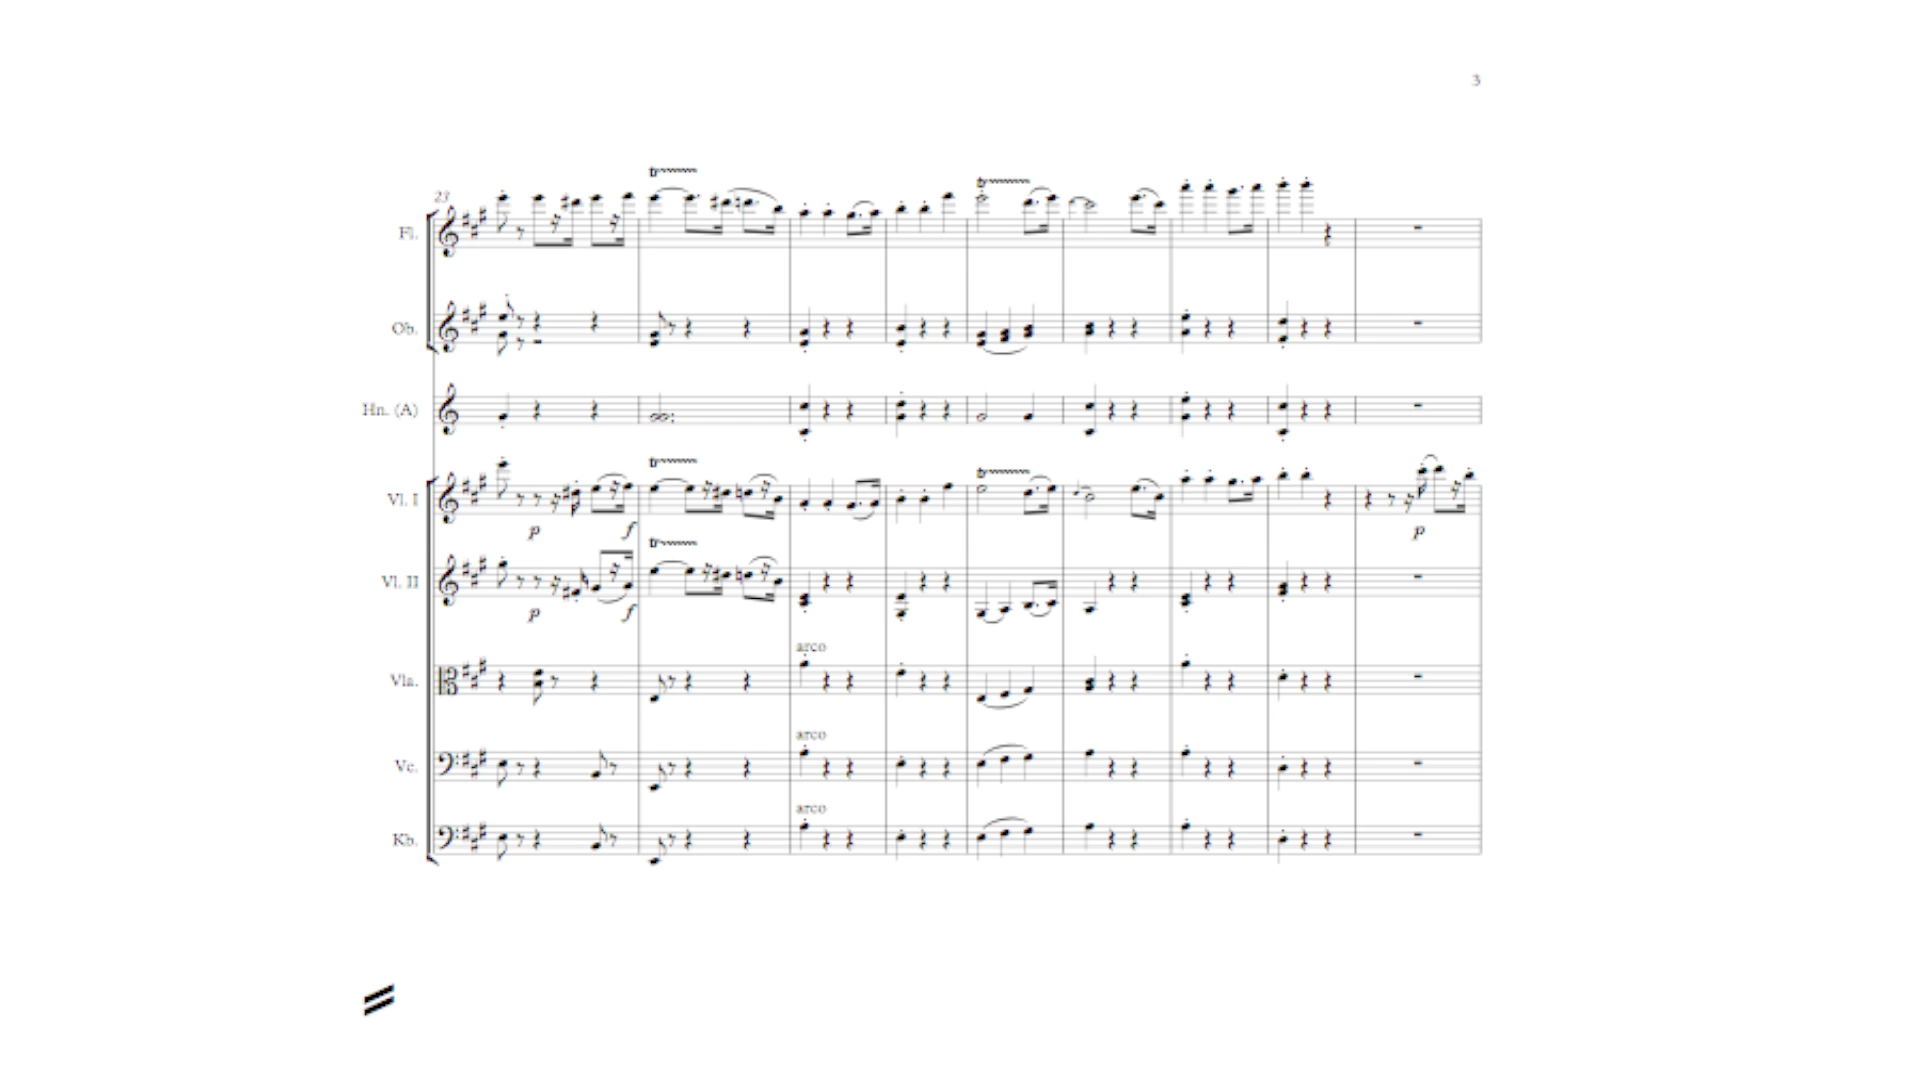 3
tr
23
tr
Fl.
Ob.
Hn. (A)
tr
tr
Vl. I
p f p
tr
Vl. II
p f
arco
Vla.
arco
Vc.
arco
Kb.